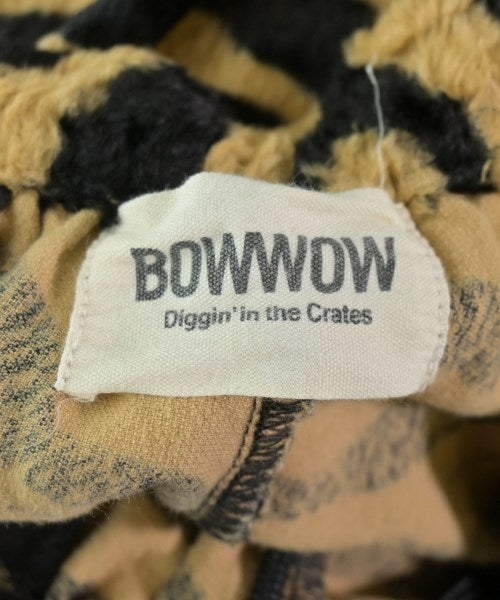 BOWWOW
Diggin' in the Crates